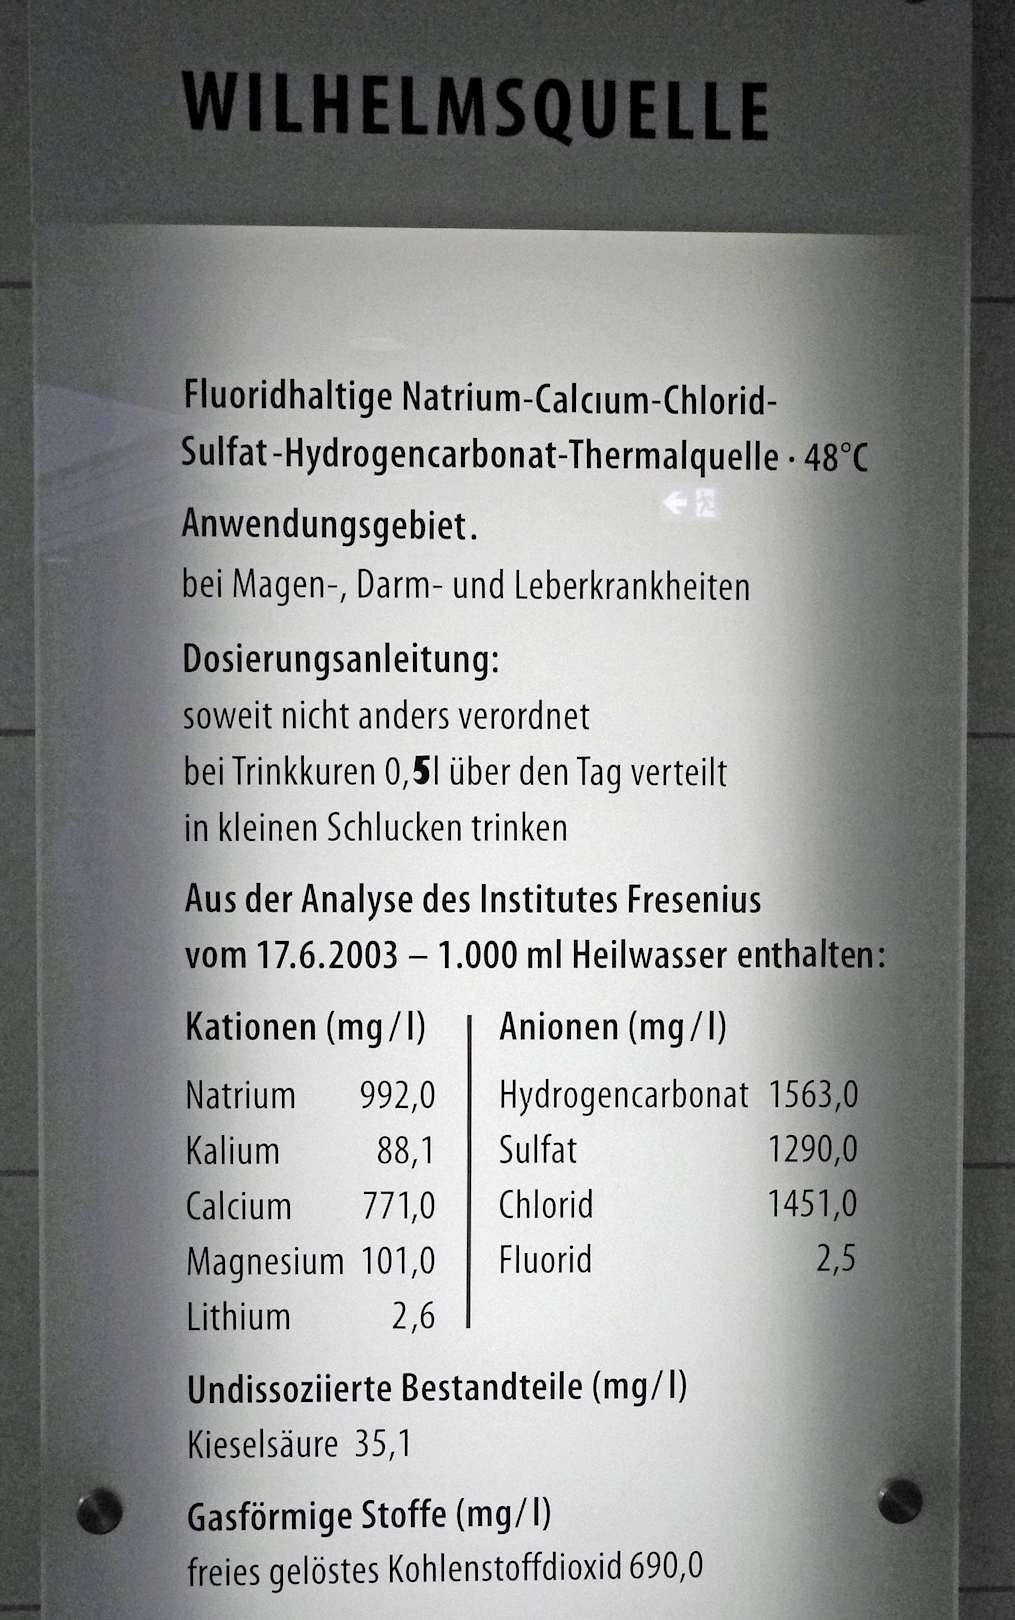 WILHELMSQUELLE
Fluoridhaltige Natrium-Calcium-Chlorid-
Sulfat-Hydrogencarbonat-Thermalquelle · 48°C
Anwendungsgebiet.
bei Magen-, Darm- und Leberkrankheiten
Dosierungsanleitung:
soweit nicht anders verordnet
bei Trinkkuren 0,5l über den Tag verteilt
in kleinen Schlucken trinken
Aus der Analyse des Institutes Fresenius
vom 17.6.2003 – 1.000 ml Heilwasser enthalten:
Kationen (mg/l)
Natrium 992,0
Kalium 88,1
Calcium 771,0
Magnesium 101,0
Lithium 2,6
Anionen (mg/l)
Hydrogencarbonat 1563,0
Sulfat 1290,0
Chlorid 1451,0
Fluorid 2,5
Undissoziierte Bestandteile (mg/l)
Kieselsäure 35,1
Gasförmige Stoffe (mg/l)
freies gelöstes Kohlenstoffdioxid 690,0